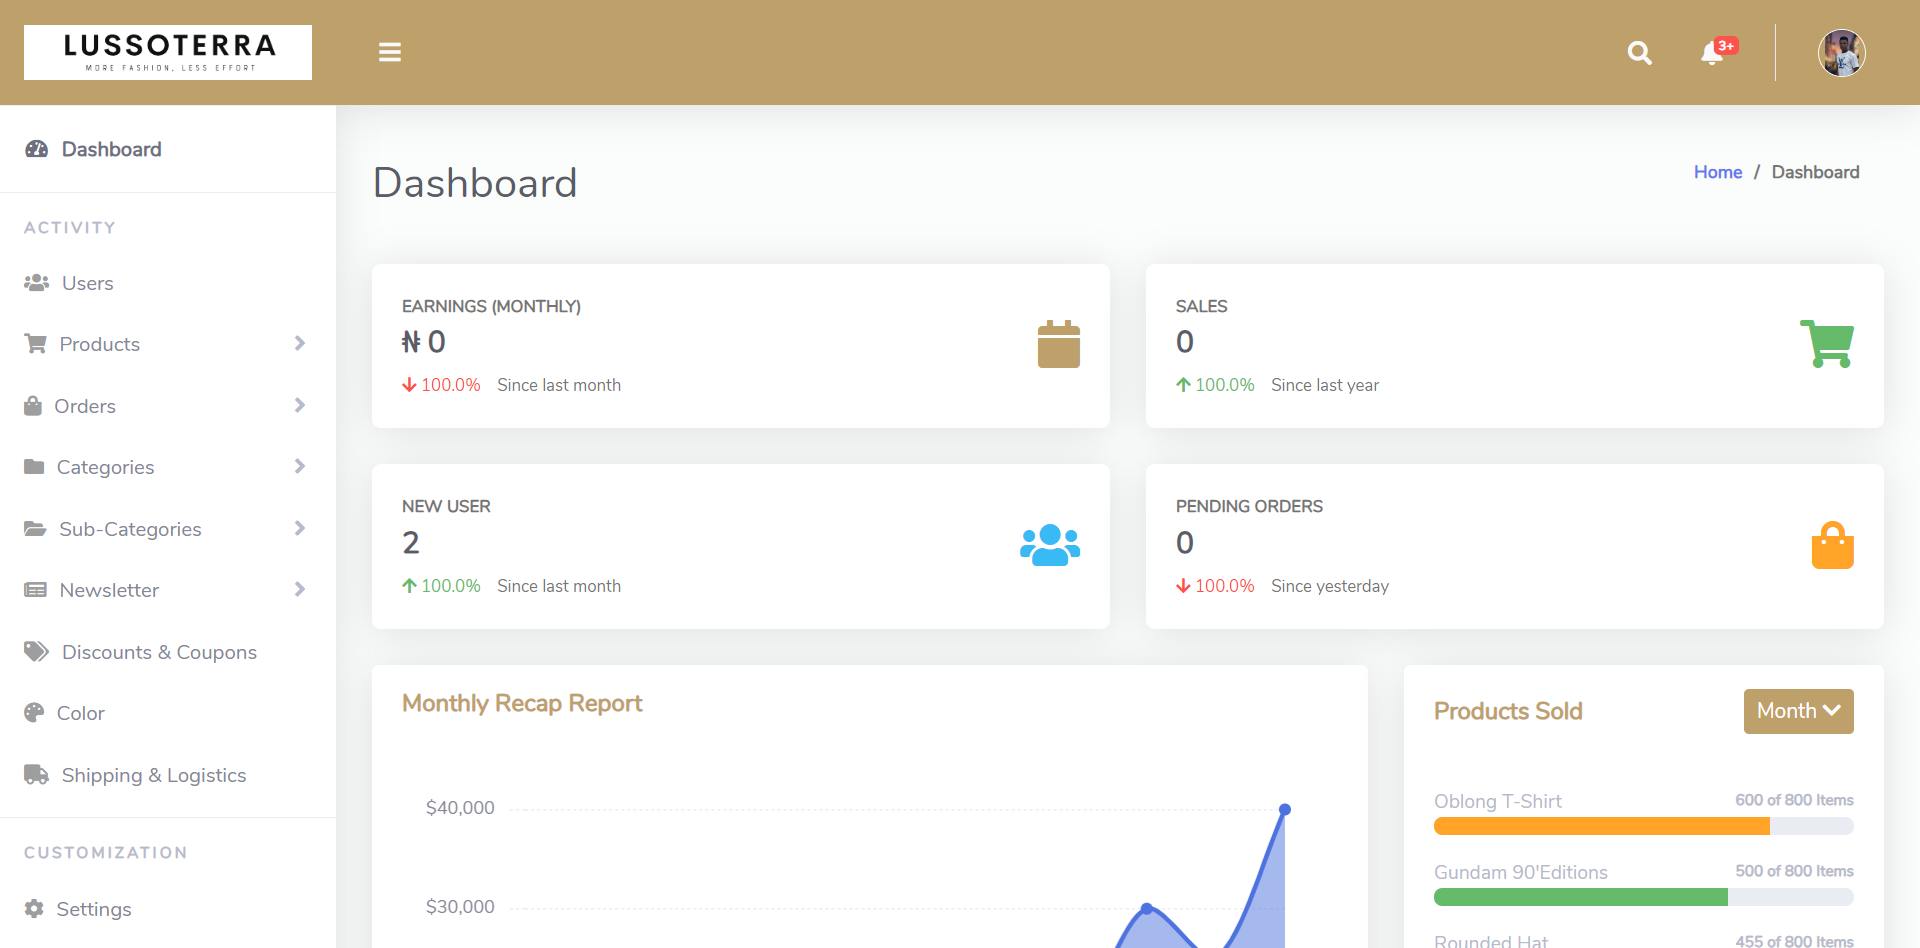 LUSSOTERRA
MORE FASHION, LESS EFFORT
3+
Dashboard
ACTIVITY
Users
Products
Orders
Categories
Sub-Categories
Newsletter
Discounts & Coupons
Color
Shipping & Logistics
CUSTOMIZATION
Settings
Dashboard
Home / Dashboard
EARNINGS (MONTHLY)
₦ 0
100.0% Since last month
SALES
0
100.0% Since last year
NEW USER
2
100.0% Since last month
PENDING ORDERS
0
100.0% Since yesterday
Monthly Recap Report
$40,000
$30,000
Products Sold
Month
Oblong T-Shirt
600 of 800 Items
Gundam 90'Editions
500 of 800 Items
Rounded Hat
455 of 800 Items